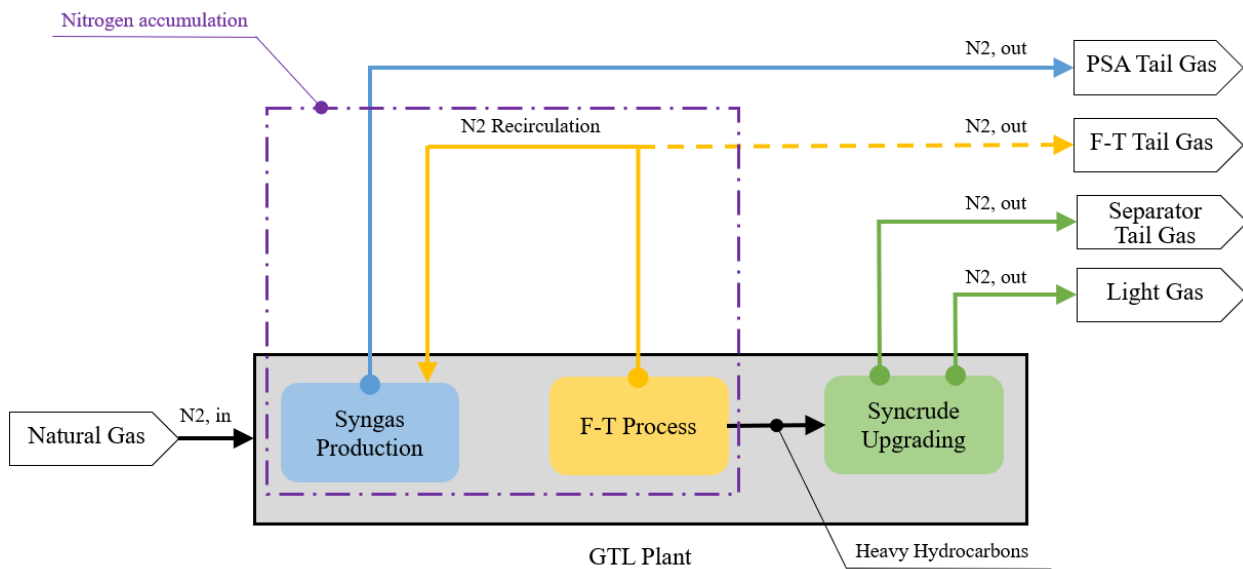 Nitrogen accumulation
N2, out
PSA Tail Gas
N2 Recirculation
N2, out
F-T Tail Gas
N2, out
Separator
Tail Gas
N2, out
Light Gas
N2, in
Natural Gas
Syngas
Production
F-T Process
Syncrude
Upgrading
GTL Plant
Heavy Hydrocarbons